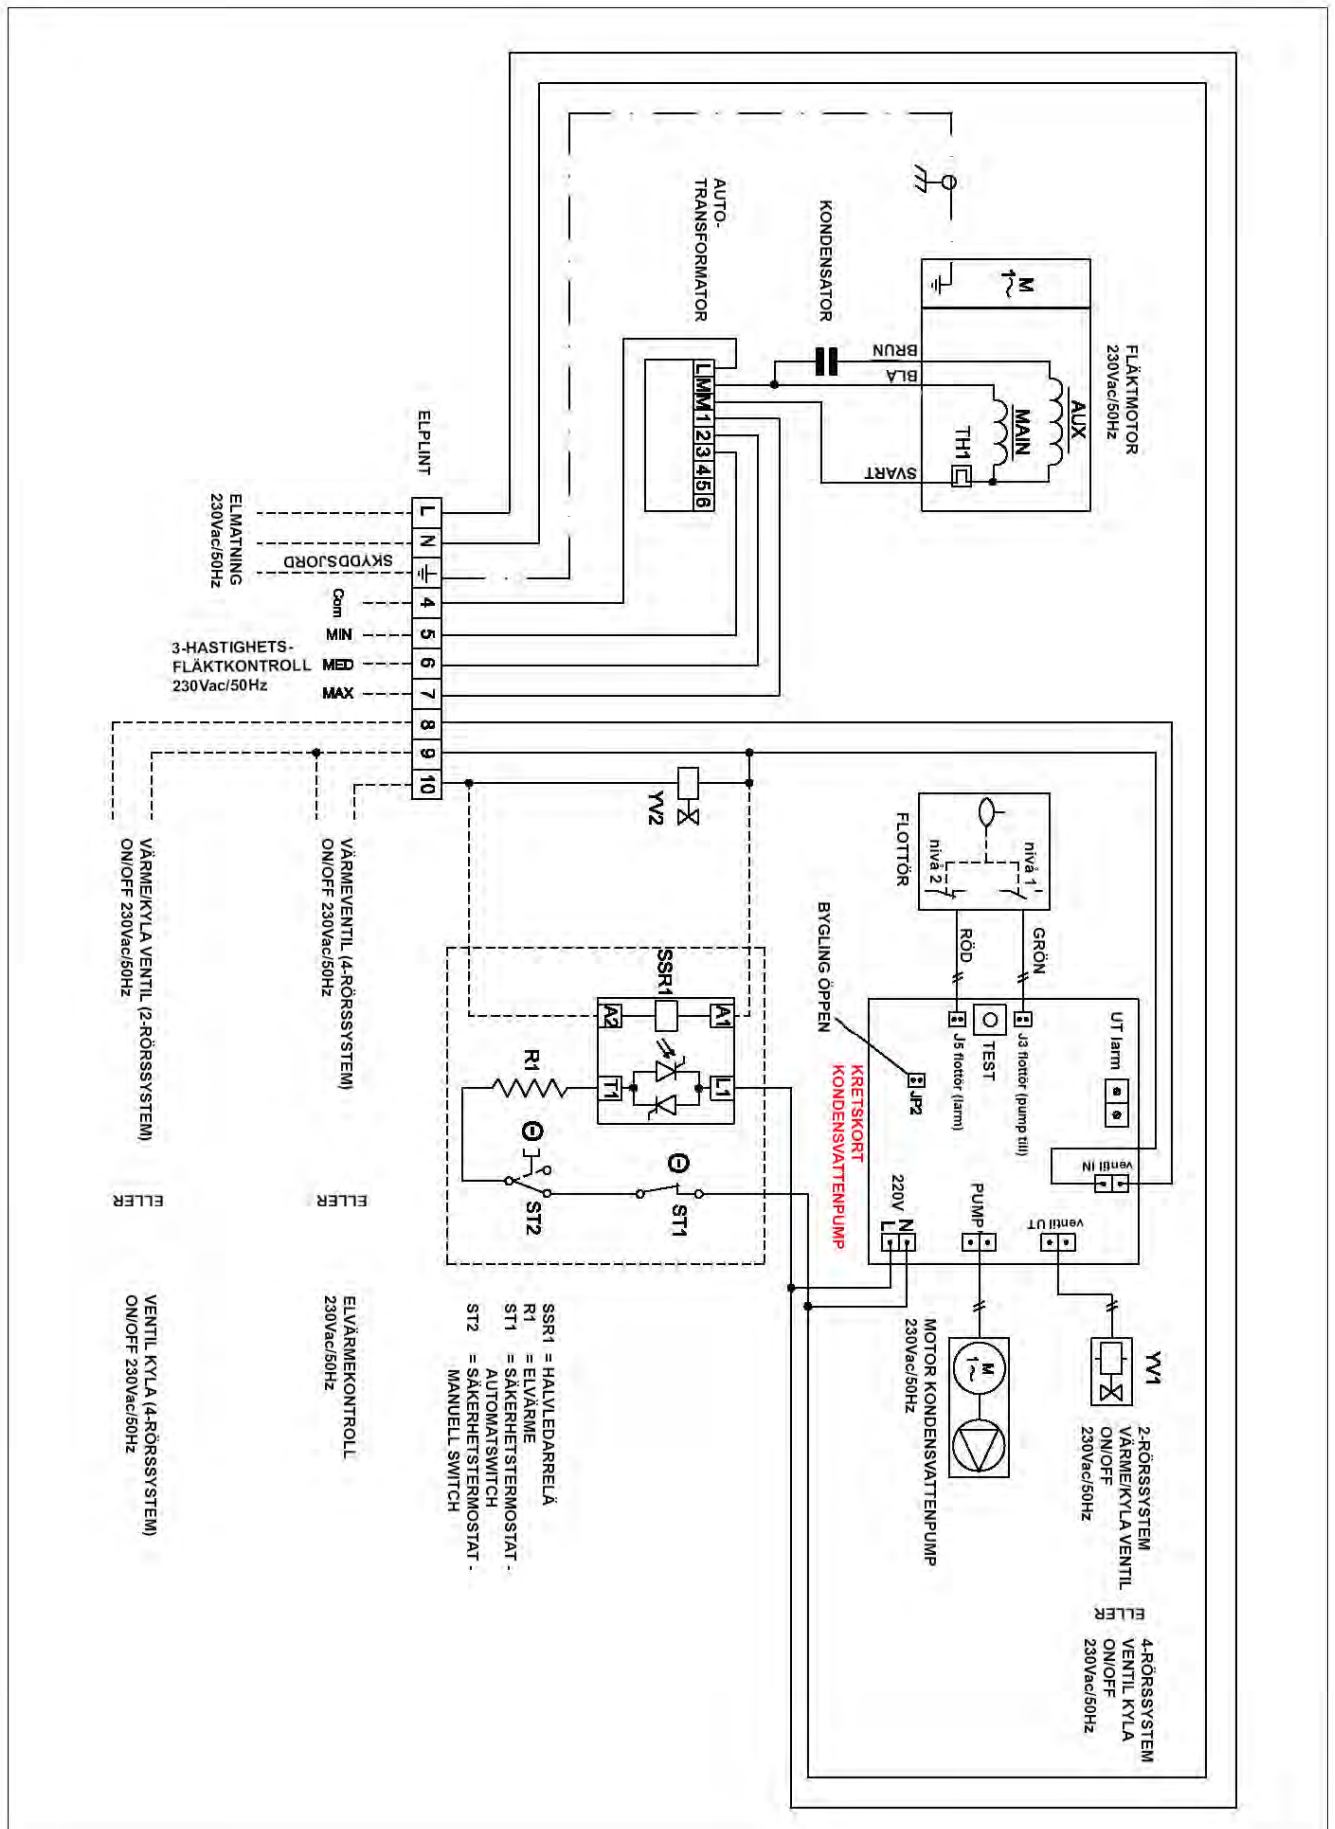 FLÄKTMOTOR
230Vac/50Hz
M
1~
AUX
MAIN
TH1
BRUN
BLÅ
SVART
KONDENSATOR
AUTO-
TRANSFORMATOR
L M M 1 2 3 4 5 6
ELPLINT
L
N
4
5
6
7
8
9
10
ELMATNING
230Vac/50Hz
SKYDDSJORD
Com
MIN
MED
MAX
3-HASTIGHETS-
FLÄKTKONTROLL
230Vac/50Hz
YV2
FLOTTÖR
nivå 1
nivå 2
GRÖN
RÖD
BYGLING ÖPPEN
UT larm
J3 flottör (pump till)
TEST
J5 flottör (larm)
JP2
KRETSKORT
KONDENSVATTENPUMP
ventil IN
ventil UT
PUMP
220V
N
L
SSR1
A1
A2
L1
T1
R1
ST1
ST2
YV1
2-RÖRSSYSTEM
VÄRME/KYLA VENTIL
ON/OFF
230Vac/50Hz
ELLER
4-RÖRSSYSTEM
VENTIL KYLA
ON/OFF
230Vac/50Hz
M
1~
MOTOR KONDENSVATTENPUMP
230Vac/50Hz
SSR1 = HALVLEDARRELÄ
R1 = ELVÄRME
ST1 = SÄKERHETSTERMOSTAT -
AUTOMATSWITCH
ST2 = SÄKERHETSTERMOSTAT -
MANUELL SWITCH
VÄRMEVENTIL (4-RÖRSSYSTEM)
ON/OFF 230Vac/50Hz
ELLER
ELVÄRMEKONTROLL
230Vac/50Hz
VÄRME/KYLA VENTIL (2-RÖRSSYSTEM)
ON/OFF 230Vac/50Hz
ELLER
VENTIL KYLA (4-RÖRSSYSTEM)
ON/OFF 230Vac/50Hz